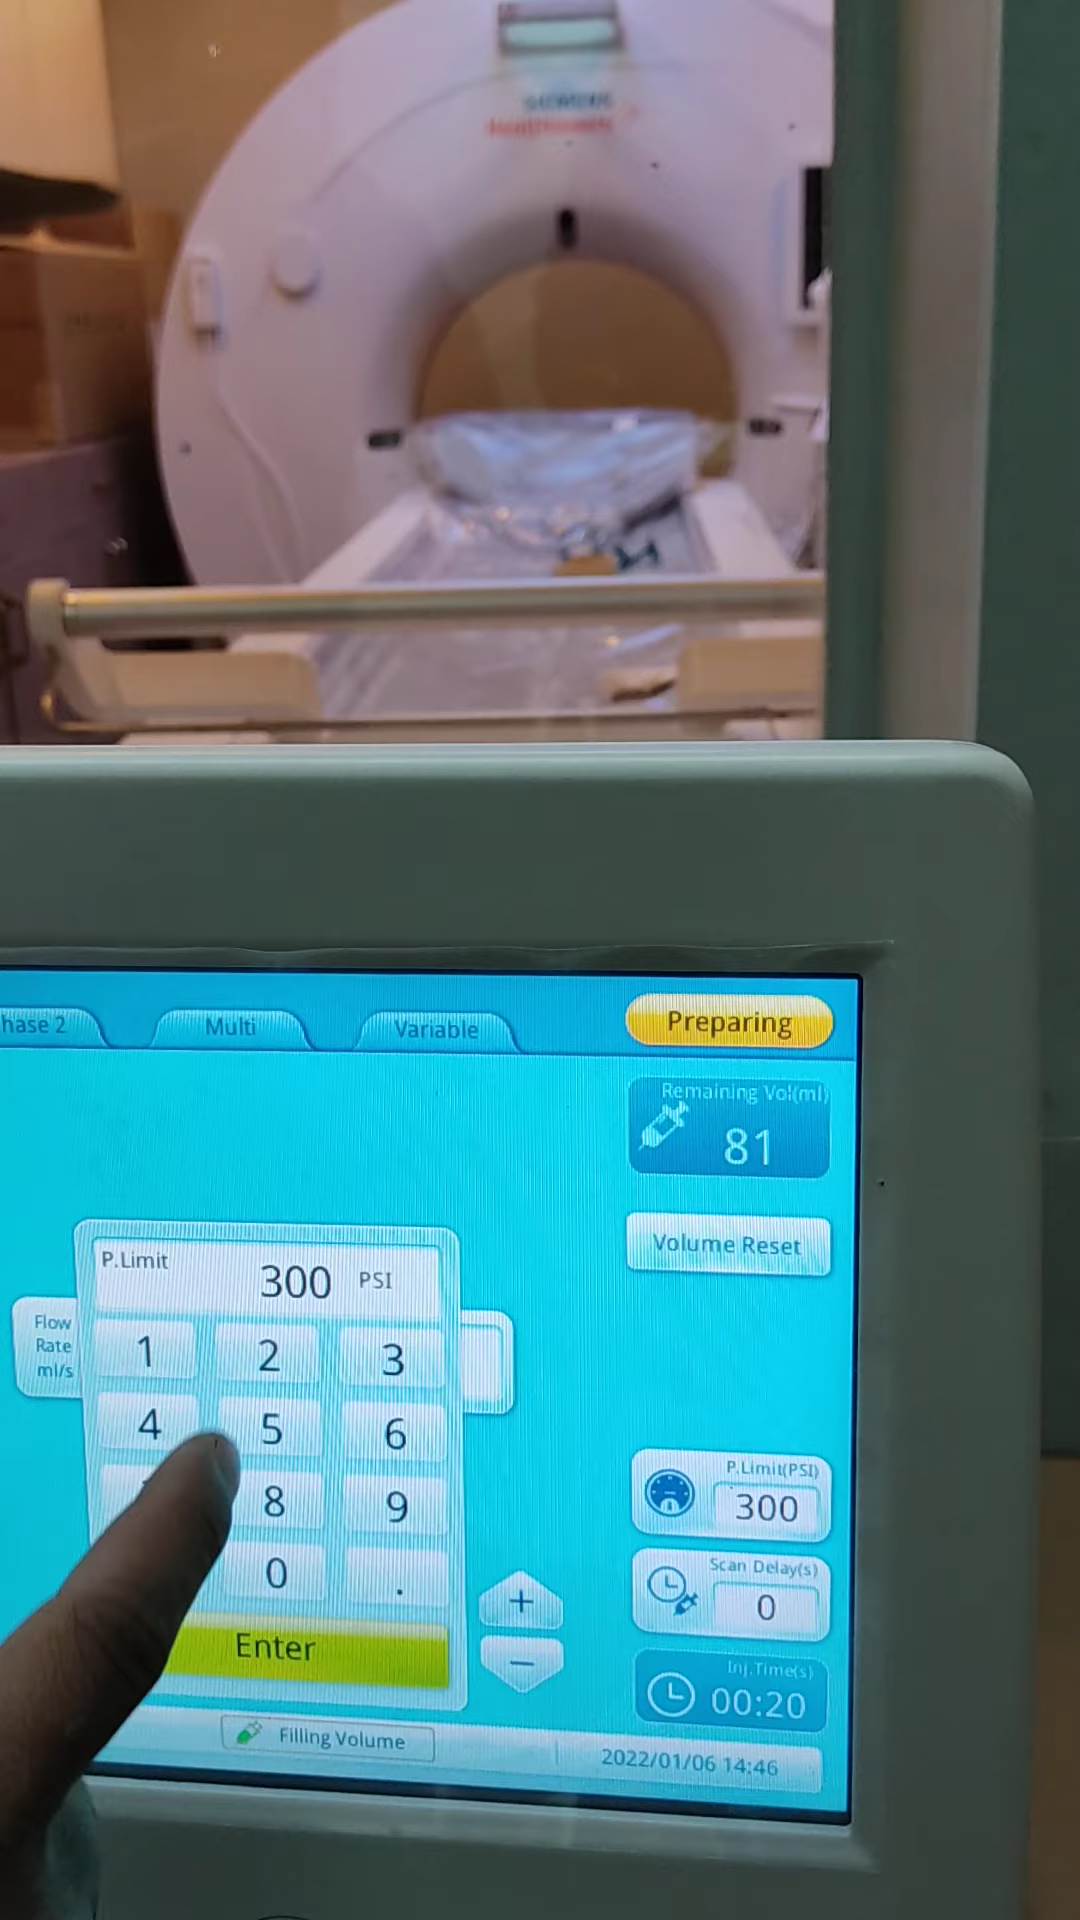 SIEMENS
Healthineers
hase 2
Multi
Variable
Preparing
Remaining Vol(ml)
81
Volume Reset
P.Limit
300 PSI
Flow
Rate
ml/s
1 2 3
4 5 6
8 9
0 .
Enter
+
−
P.Limit(PSI)
300
Scan Delay(s)
0
Inj.Time(s)
00:20
Filling Volume
2022/01/06 14:46